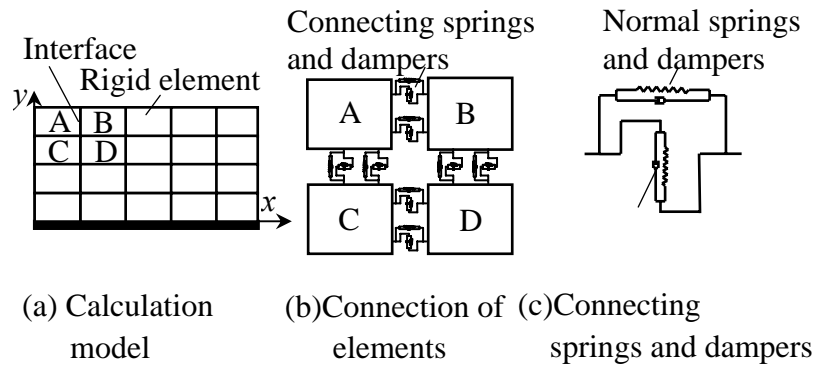 Interface
Rigid element
y
A B
C D
x
Connecting springs
and dampers
A
B
C
D
Normal springs
and dampers
(a) Calculation
model
(b)Connection of
elements
(c)Connecting
springs and dampers